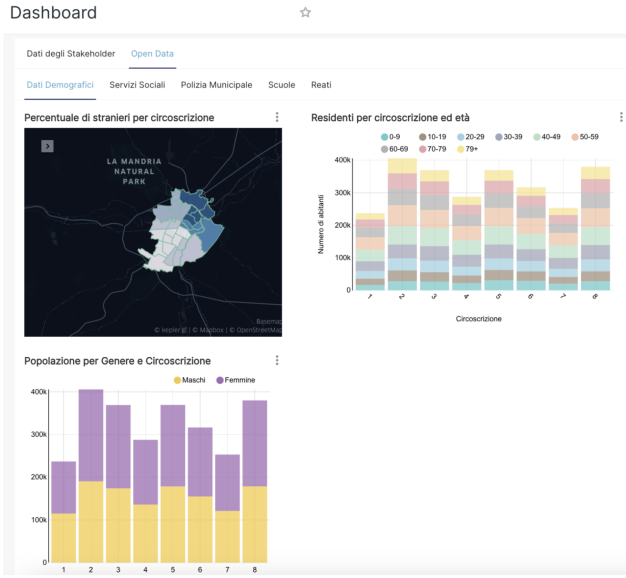 Dashboard
Dati degli Stakeholder Open Data
Dati Demografici Servizi Sociali Polizia Municipale Scuole Reati
Percentuale di stranieri per circoscrizione
LA MANDRIA
NATURAL
PARK
Basemap
© kepler.gl | © Mapbox | © OpenStreetMap
Residenti per circoscrizione ed età
0-9 10-19 20-29 30-39 40-49 50-59
60-69 70-79 79+
400k
300k
200k
100k
0
Numero di abitanti
1 2 3 4 5 6 7 8
Circoscrizione
Popolazione per Genere e Circoscrizione
Maschi Femmine
400k
300k
200k
100k
0
1 2 3 4 5 6 7 8